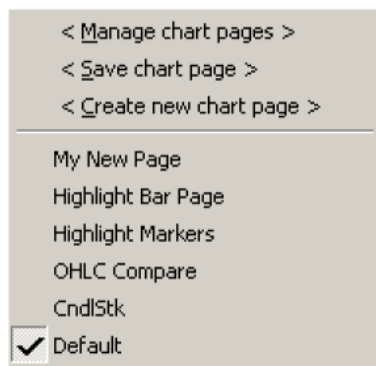 < Manage chart pages >
< Save chart page >
< Create new chart page >
My New Page
Highlight Bar Page
Highlight Markers
OHLC Compare
CndlStk
Default